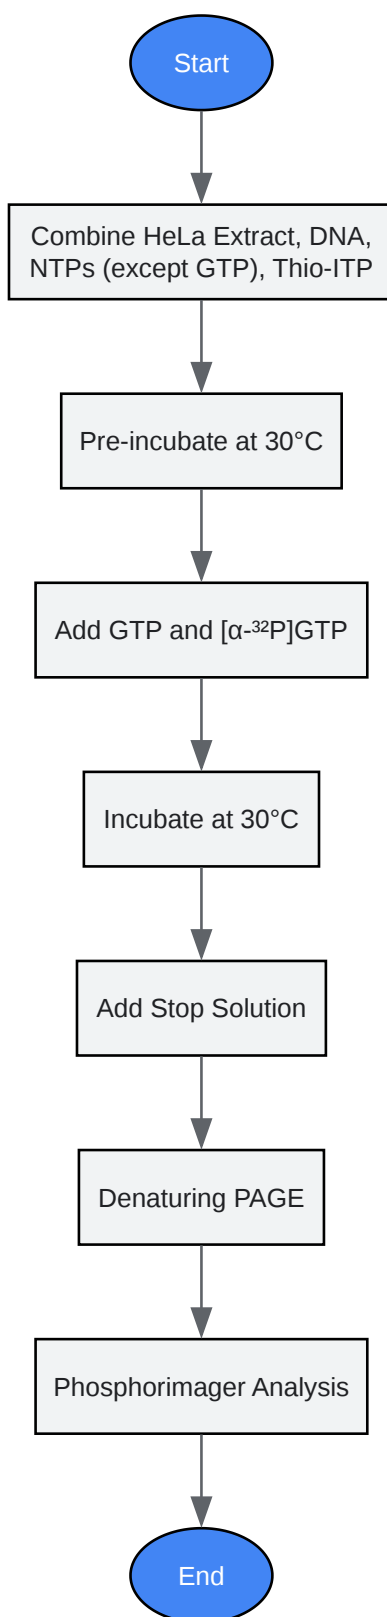 Start
Combine HeLa Extract, DNA,
NTPs (except GTP), Thio-ITP
Pre-incubate at 30°C
Add GTP and [α-³²P]GTP
Incubate at 30°C
Add Stop Solution
Denaturing PAGE
Phosphorimager Analysis
End